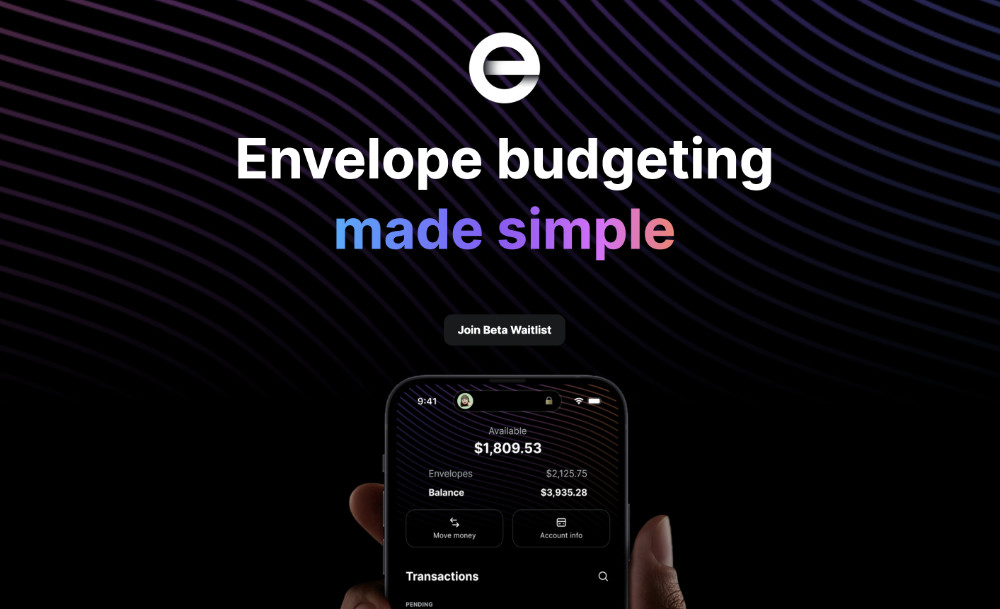 e
Envelope budgeting
made simple
Join Beta Waitlist
9:41
Available
$1,809.53
Envelopes $2,125.75
Balance $3,935.28
Move money Account info
Transactions
PENDING